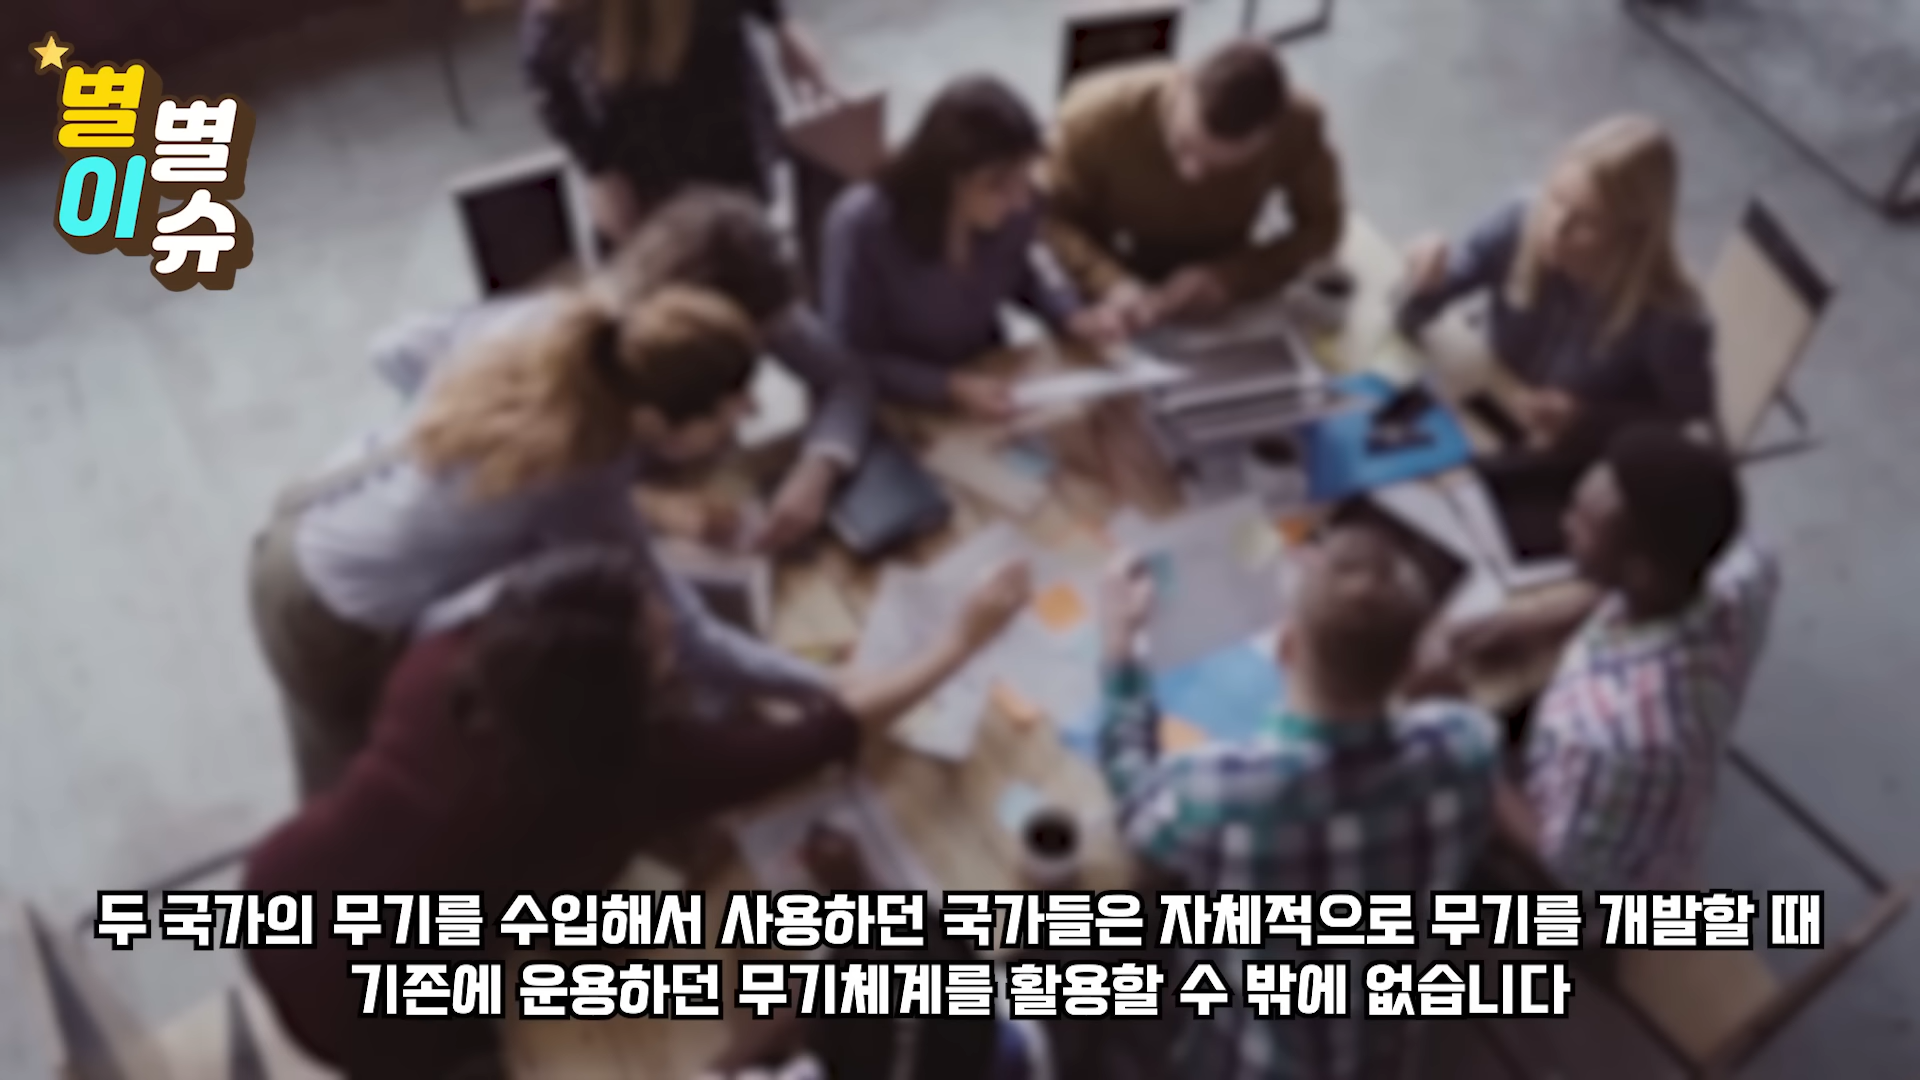 별별
이슈
두 국가의 무기를 수입해서 사용하던 국가들은 자체적으로 무기를 개발할 때
기존에 운용하던 무기체계를 활용할 수 밖에 없습니다